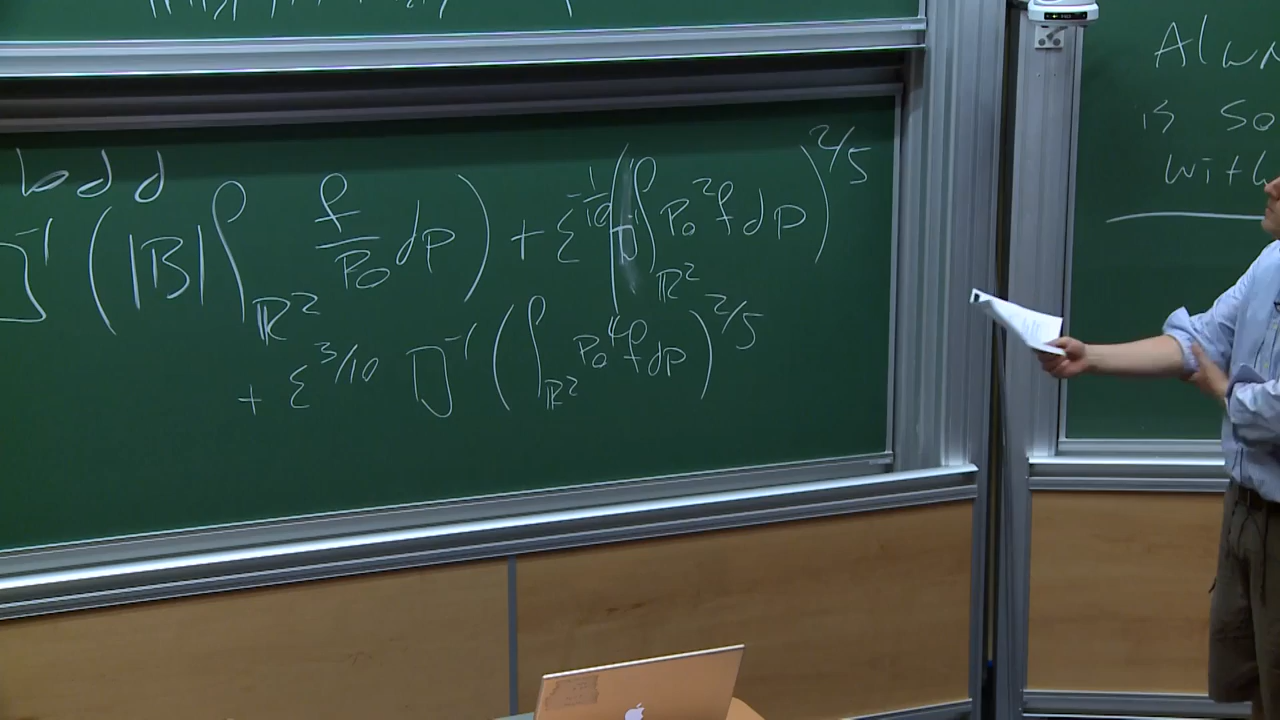 bdd
□^{-1} ( |B| ∫_{ℝ²} f/p₀ dp ) + ε^{-1/10} ( ∫_{ℝ²} p₀² f dp )^{2/5}
+ ε^{3/10} □^{-1} ( ∫_{ℝ²} p₀⁴ f dp )^{2/5}
is so
with